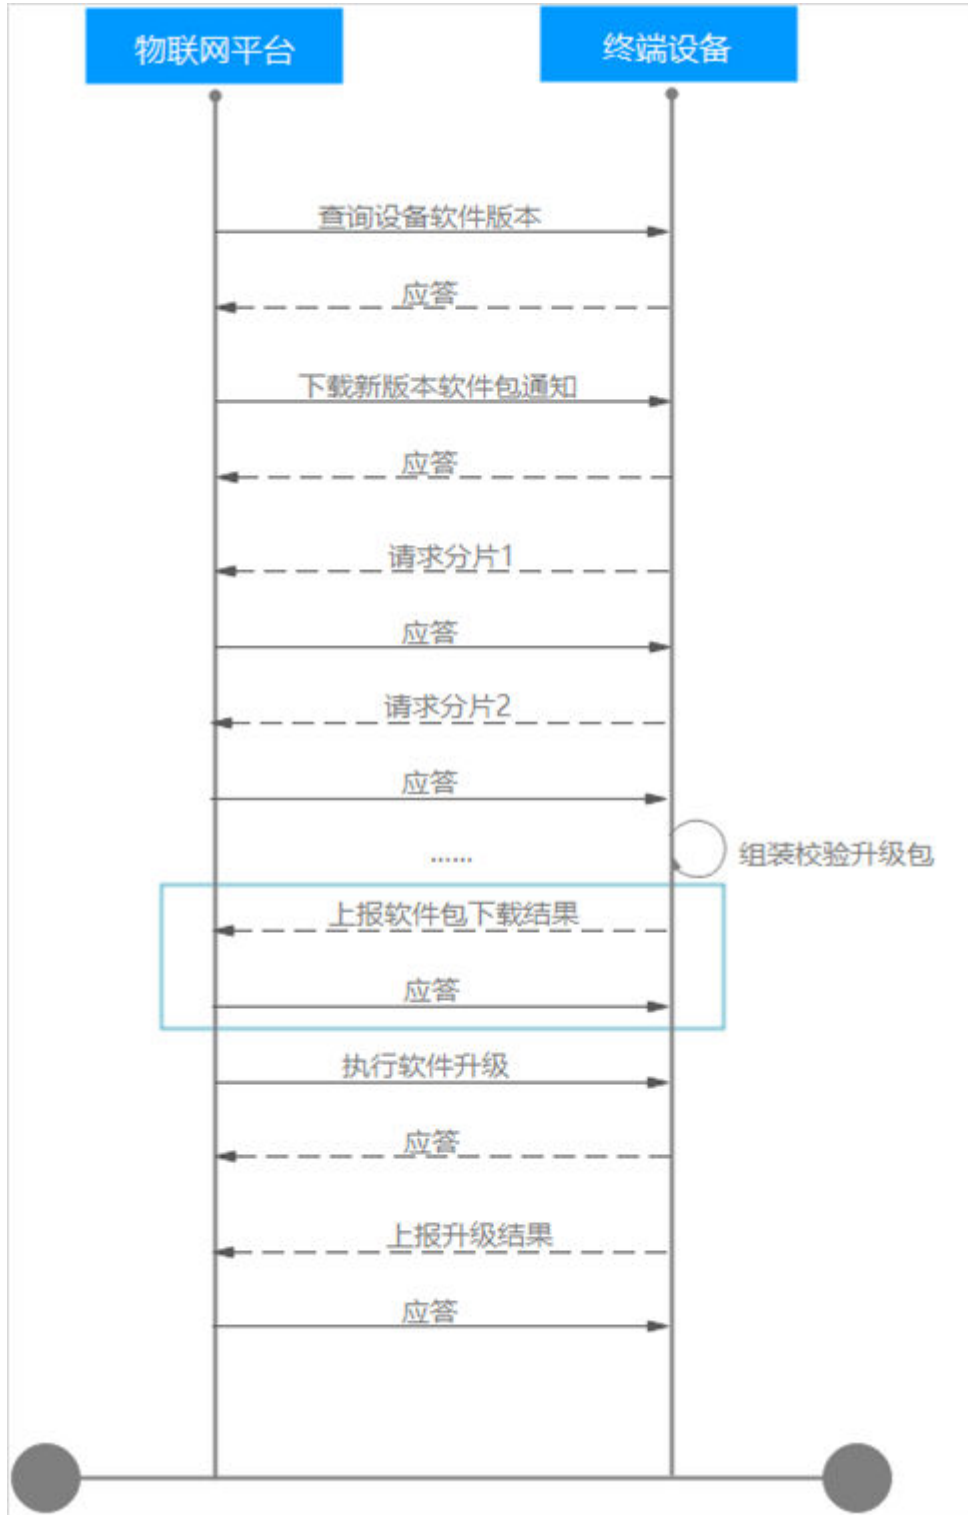 物联网平台
终端设备
查询设备软件版本
应答
下载新版本软件包通知
应答
请求分片1
应答
请求分片2
应答
......
组装校验升级包
上报软件包下载结果
应答
执行软件升级
应答
上报升级结果
应答